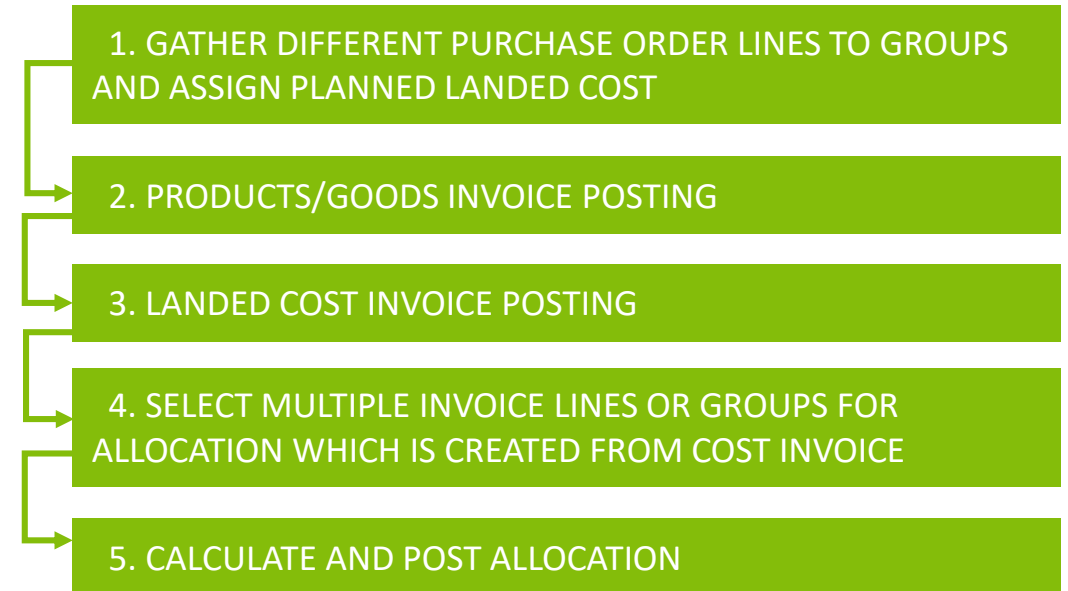 1. GATHER DIFFERENT PURCHASE ORDER LINES TO GROUPS
AND ASSIGN PLANNED LANDED COST
2. PRODUCTS/GOODS INVOICE POSTING
3. LANDED COST INVOICE POSTING
4. SELECT MULTIPLE INVOICE LINES OR GROUPS FOR
ALLOCATION WHICH IS CREATED FROM COST INVOICE
5. CALCULATE AND POST ALLOCATION